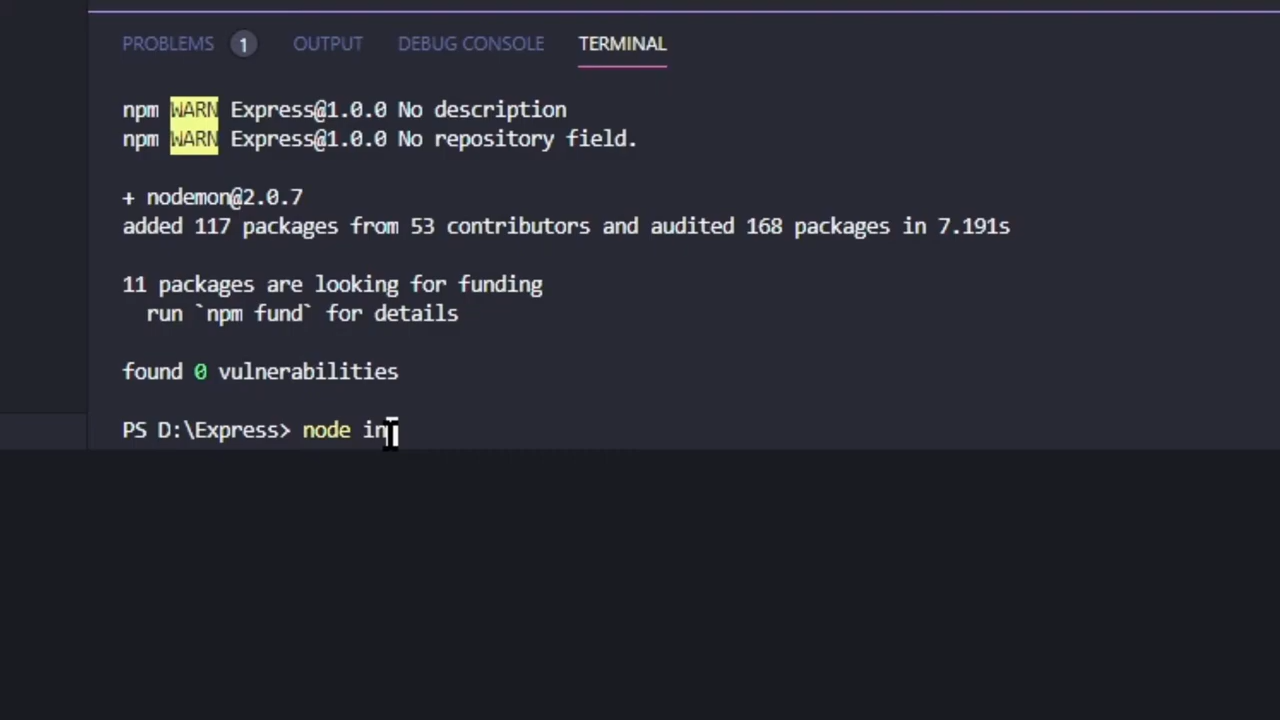 PROBLEMS 1 OUTPUT DEBUG CONSOLE TERMINAL
npm WARN Express@1.0.0 No description
npm WARN Express@1.0.0 No repository field.
+ nodemon@2.0.7
added 117 packages from 53 contributors and audited 168 packages in 7.191s
11 packages are looking for funding
run `npm fund` for details
found 0 vulnerabilities
PS D:\Express> node in